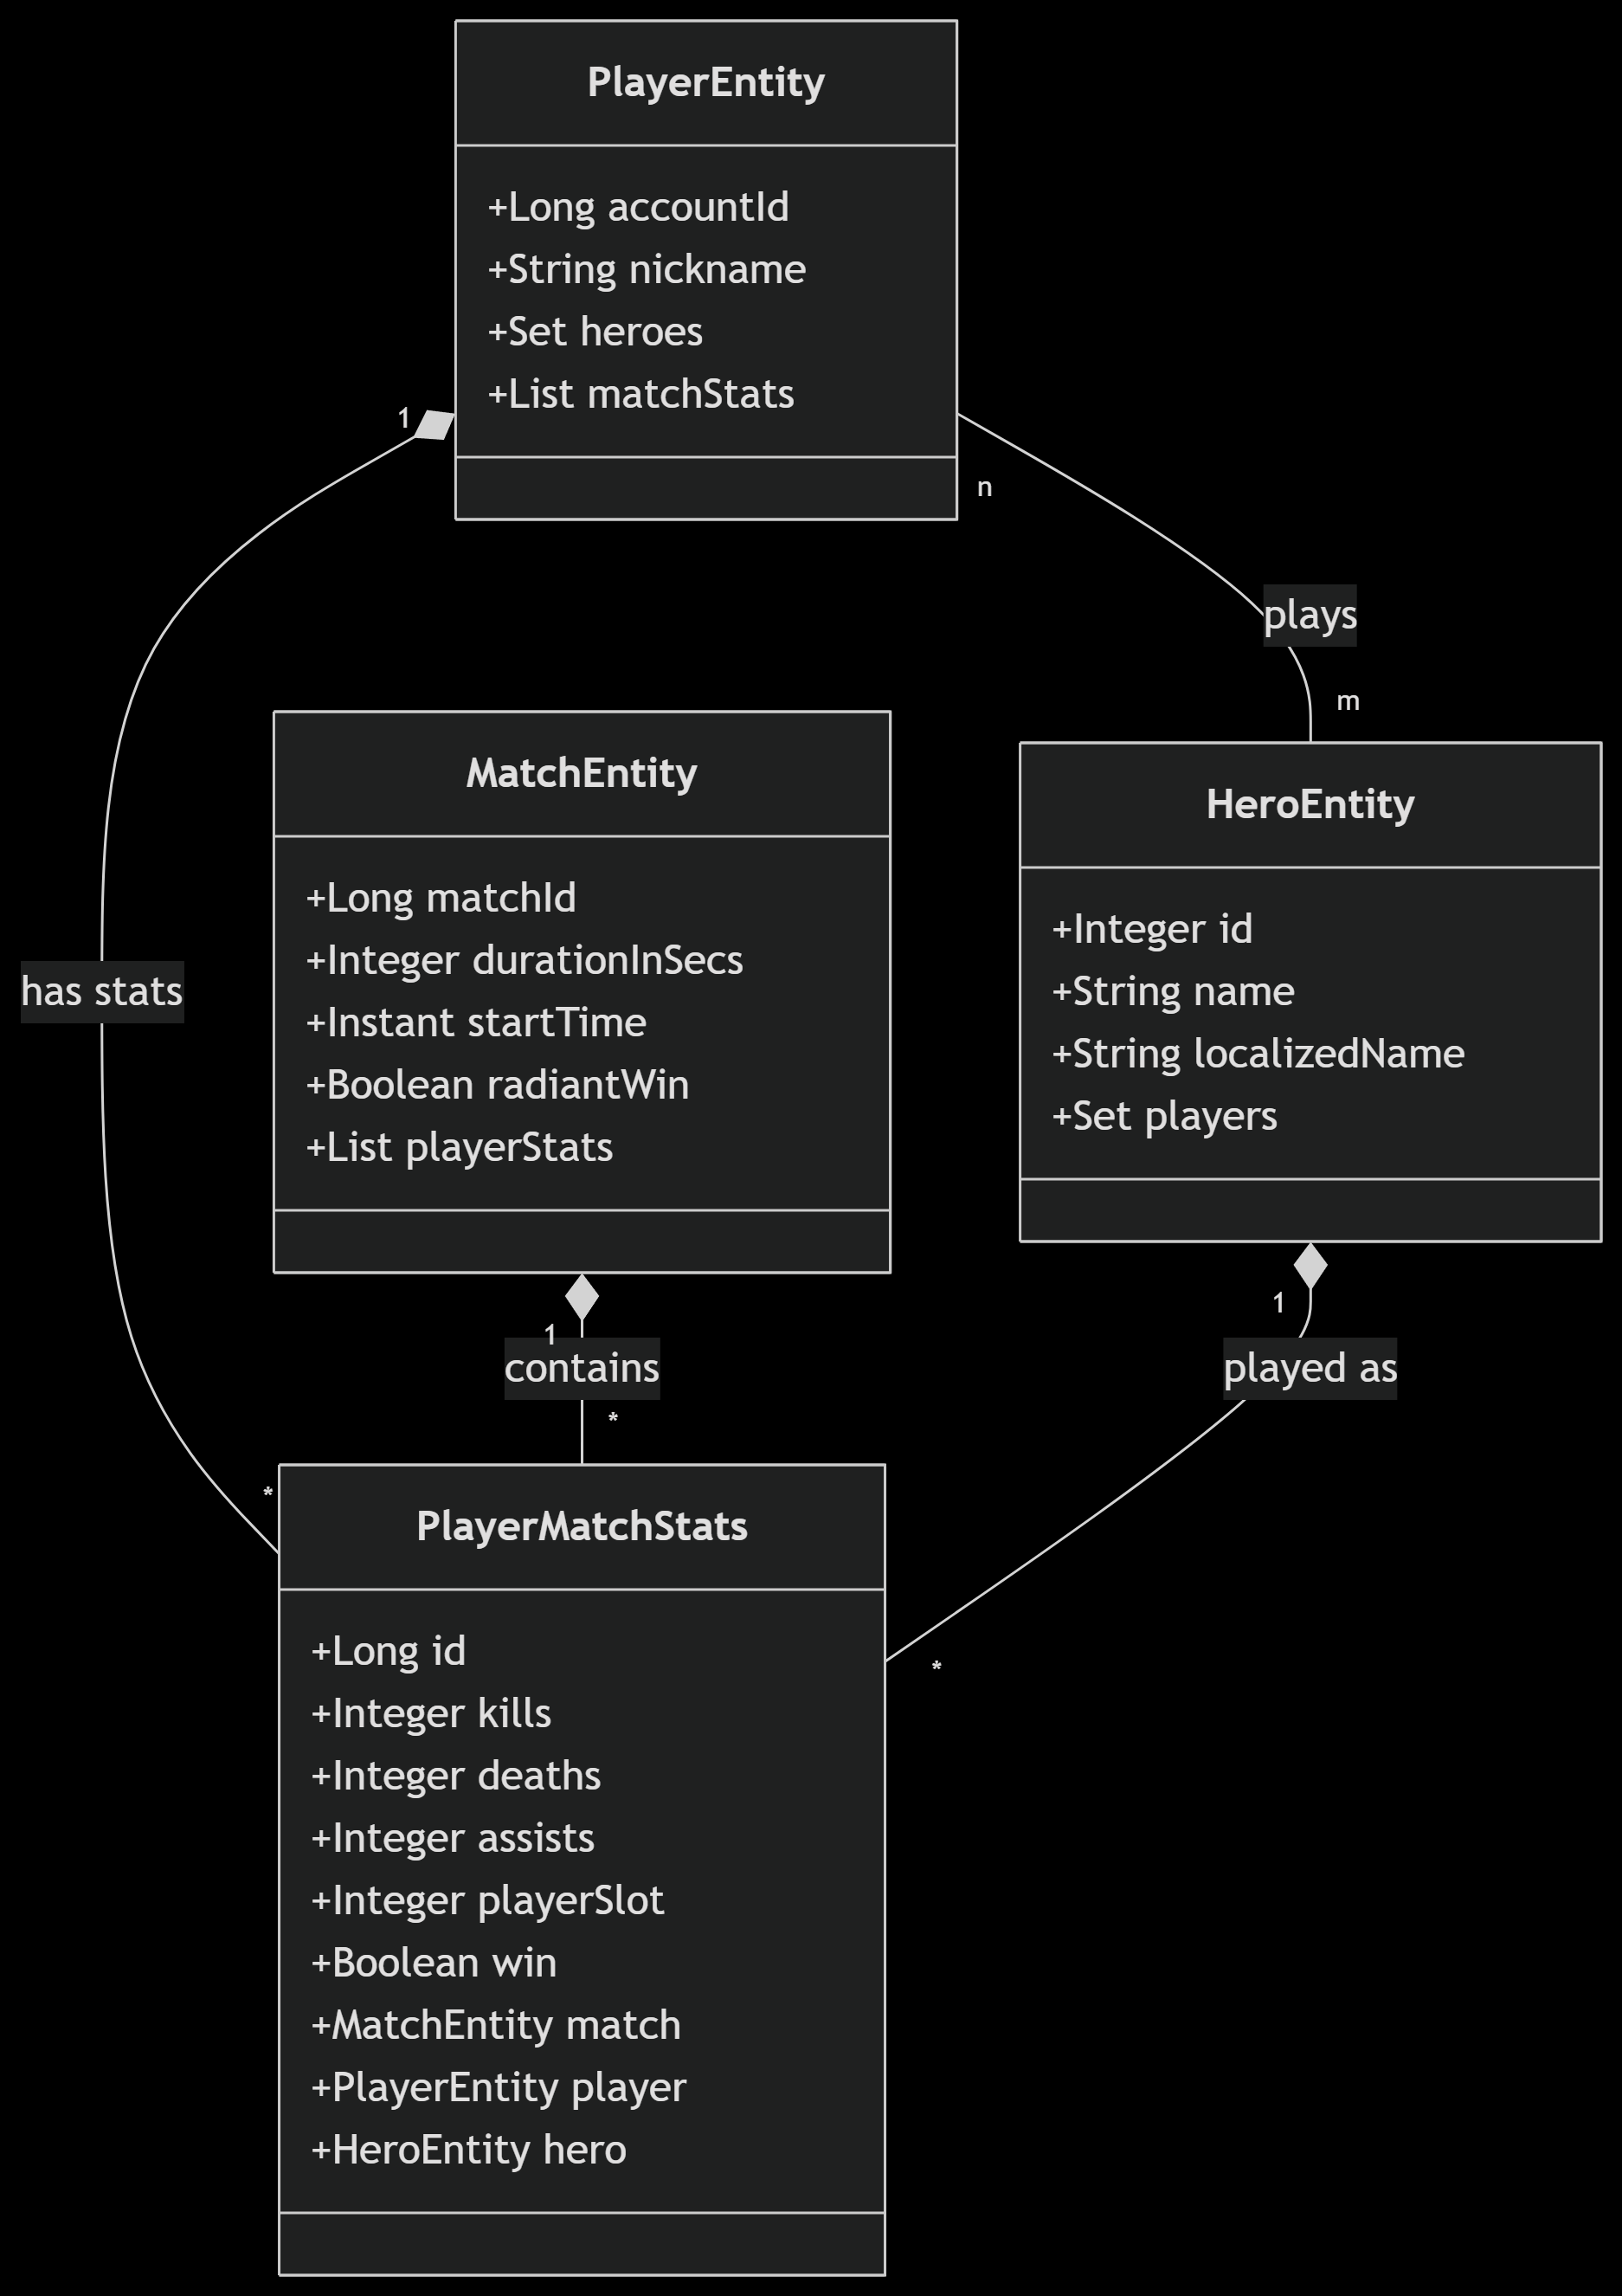 PlayerEntity
+Long accountId
+String nickname
+Set heroes
+List matchStats
1
n
plays
m
MatchEntity
+Long matchId
+Integer durationInSecs
+Instant startTime
+Boolean radiantWin
+List playerStats
HeroEntity
+Integer id
+String name
+String localizedName
+Set players
has stats
1
contains
*
1
played as
*
*
PlayerMatchStats
+Long id
+Integer kills
+Integer deaths
+Integer assists
+Integer playerSlot
+Boolean win
+MatchEntity match
+PlayerEntity player
+HeroEntity hero